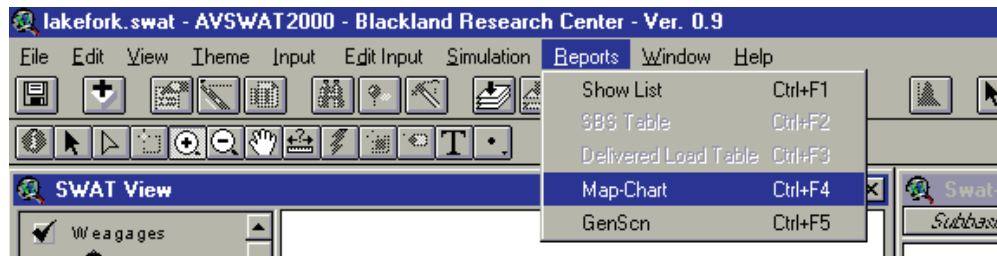 lakefork.swat - AVSWAT2000 - Blackland Research Center - Ver. 0.9
File Edit View Theme Input Edit Input Simulation Reports Window Help
Show List Ctrl+F1
SBS Table Ctrl+F2
Delivered Load Table Ctrl+F3
Map-Chart Ctrl+F4
GenScn Ctrl+F5
T
SWAT View
Swat-
Weagages
Subbas